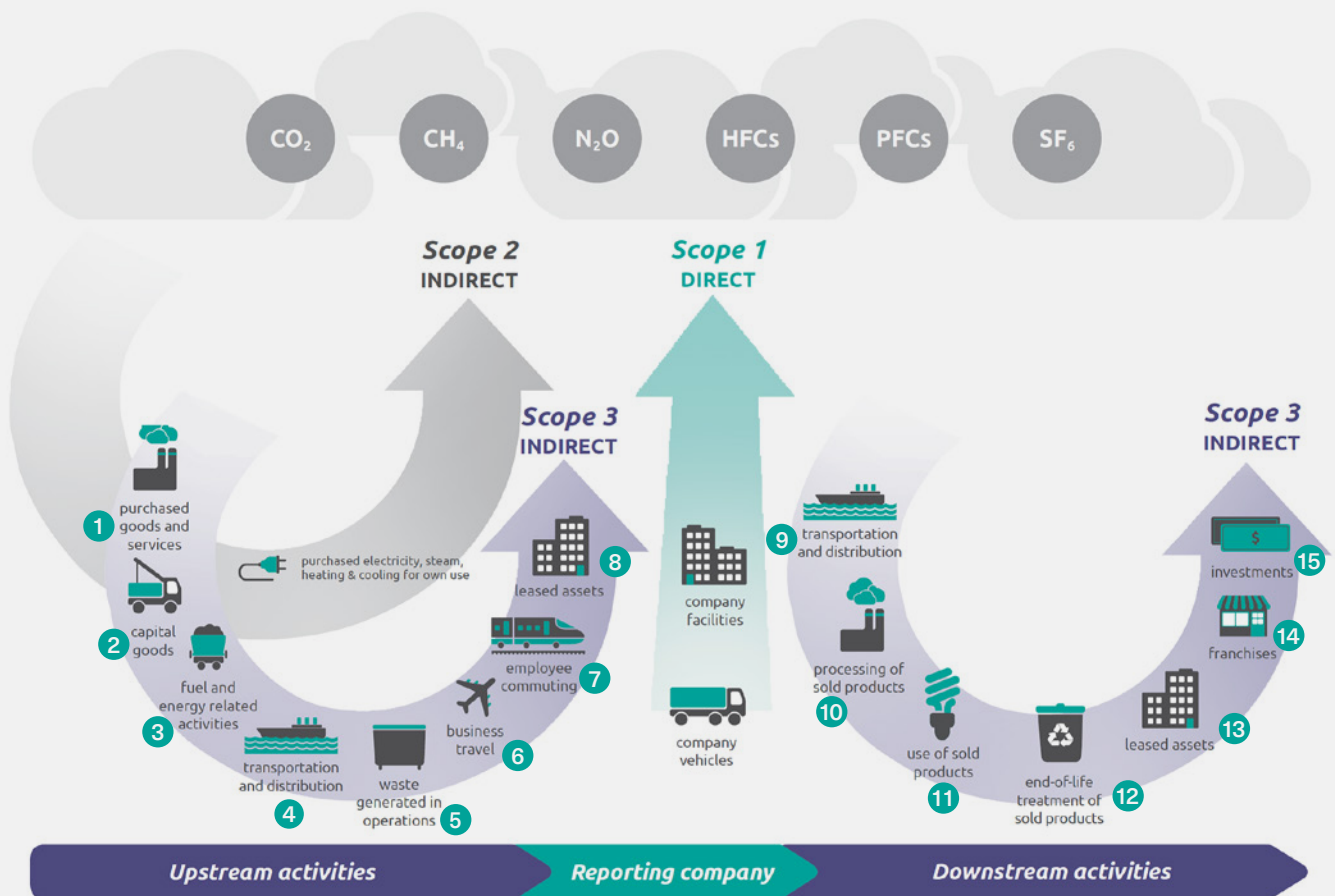 CO₂
CH₄
N₂O
HFCs
PFCs
SF₆
Scope 2
INDIRECT
Scope 1
DIRECT
Scope 3
INDIRECT
Scope 3
INDIRECT
1
purchased
goods and
services
2
capital
goods
3
fuel and
energy related
activities
purchased electricity, steam,
heating & cooling for own use
4
transportation
and distribution
5
waste
generated in
operations
6
business
travel
7
employee
commuting
8
leased assets
company
facilities
company
vehicles
9
transportation
and distribution
10
processing of
sold products
11
use of sold
products
12
end-of-life
treatment of
sold products
13
leased assets
14
franchises
$
15
investments
Upstream activities
Reporting company
Downstream activities